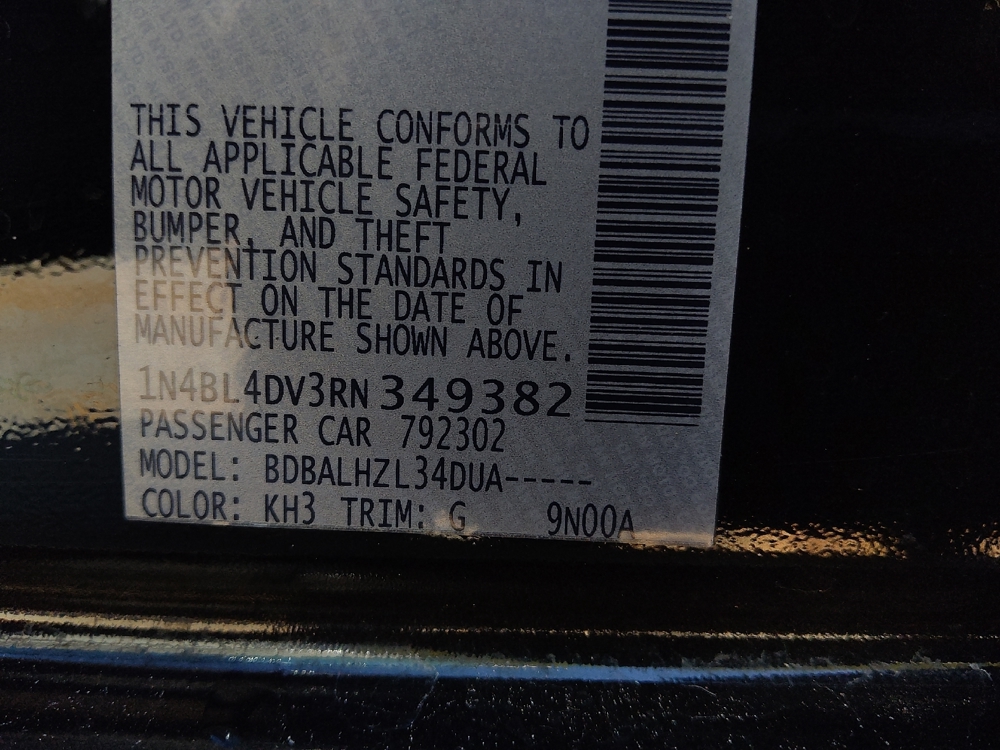 THIS VEHICLE CONFORMS TO
ALL APPLICABLE FEDERAL
MOTOR VEHICLE SAFETY,
BUMPER, AND THEFT
PREVENTION STANDARDS IN
EFFECT ON THE DATE OF
MANUFACTURE SHOWN ABOVE.
1N4BL4DV3RN349382
PASSENGER CAR 792302
MODEL: BDBALHZL34DUA-----
COLOR: KH3 TRIM: G 9N00A